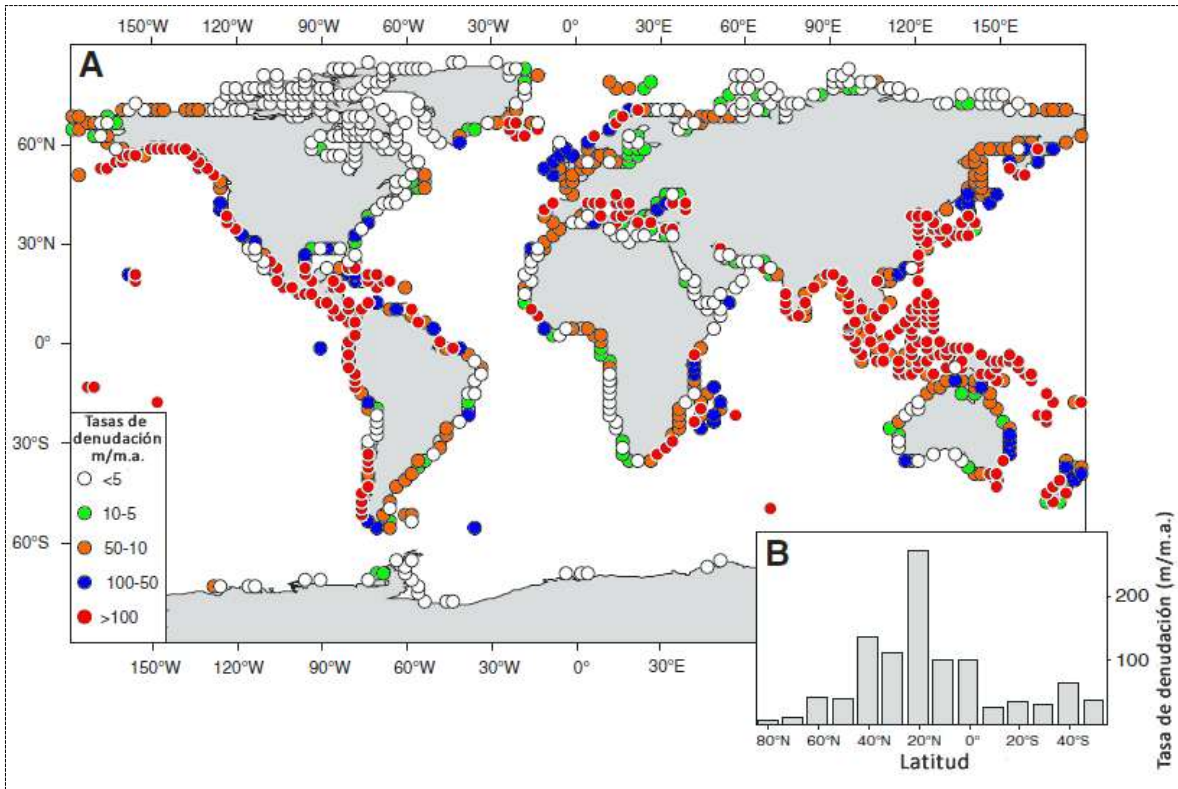 150°W 120°W 90°W 60°W 30°W 0° 30°E 60°E 90°E 120°E 150°E
A
60°N
30°N
0°
30°S
60°S
Tasas de
denudación
m/m.a.
<5
10-5
50-10
100-50
>100
150°W 120°W 90°W 60°W 30°W 0° 30°E
B
200
100
80°N 60°N 40°N 20°N 0° 20°S 40°S
Latitud
Tasa de denudación (m/m.a.)